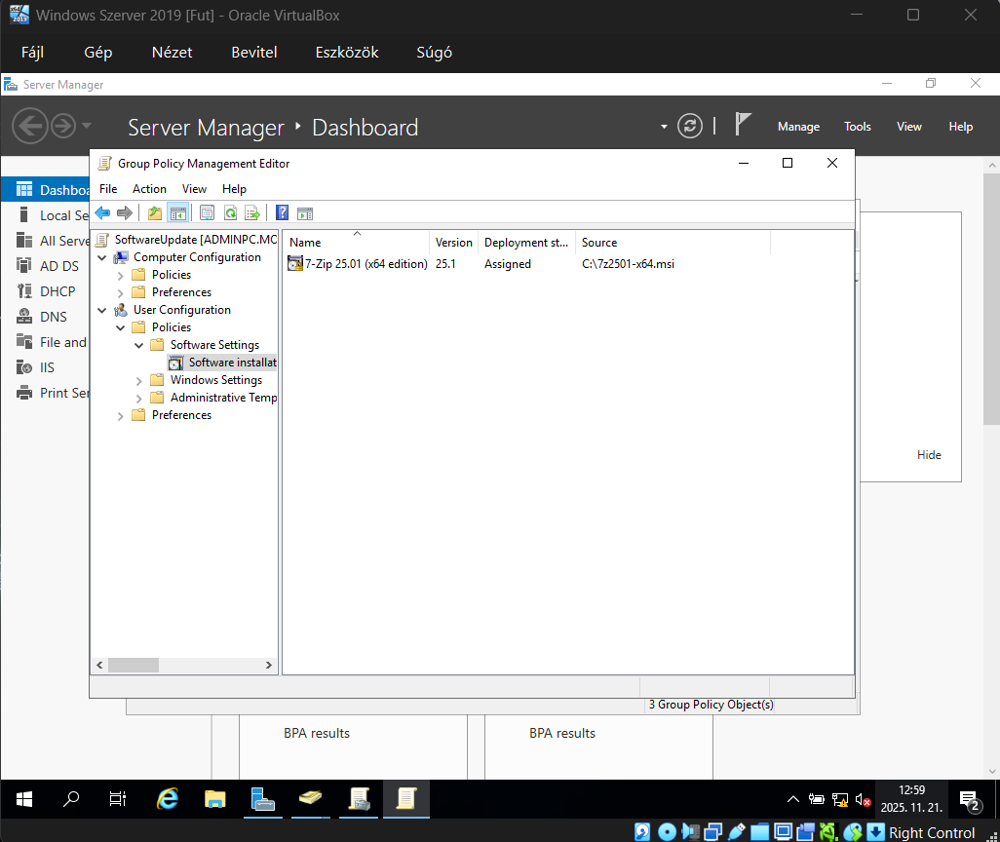 Windows Szerver 2019 [Fut] - Oracle VirtualBox
Fájl Gép Nézet Bevitel Eszközök Súgó
Server Manager
Server Manager Dashboard
Manage Tools View Help
Group Policy Management Editor
File Action View Help
Dashboa
Local Se
All Serve
AD DS
DHCP
DNS
File and
IIS
Print Ser
SoftwareUpdate [ADMINPC.MO
Computer Configuration
Policies
Preferences
User Configuration
Policies
Software Settings
Software installat
Windows Settings
Administrative Temp
Preferences
Name Version Deployment st... Source
7-Zip 25.01 (x64 edition) 25.1 Assigned C:\7z2501-x64.msi
Hide
3 Group Policy Object(s)
BPA results BPA results
12:59
2025. 11. 21.
2
Right Control